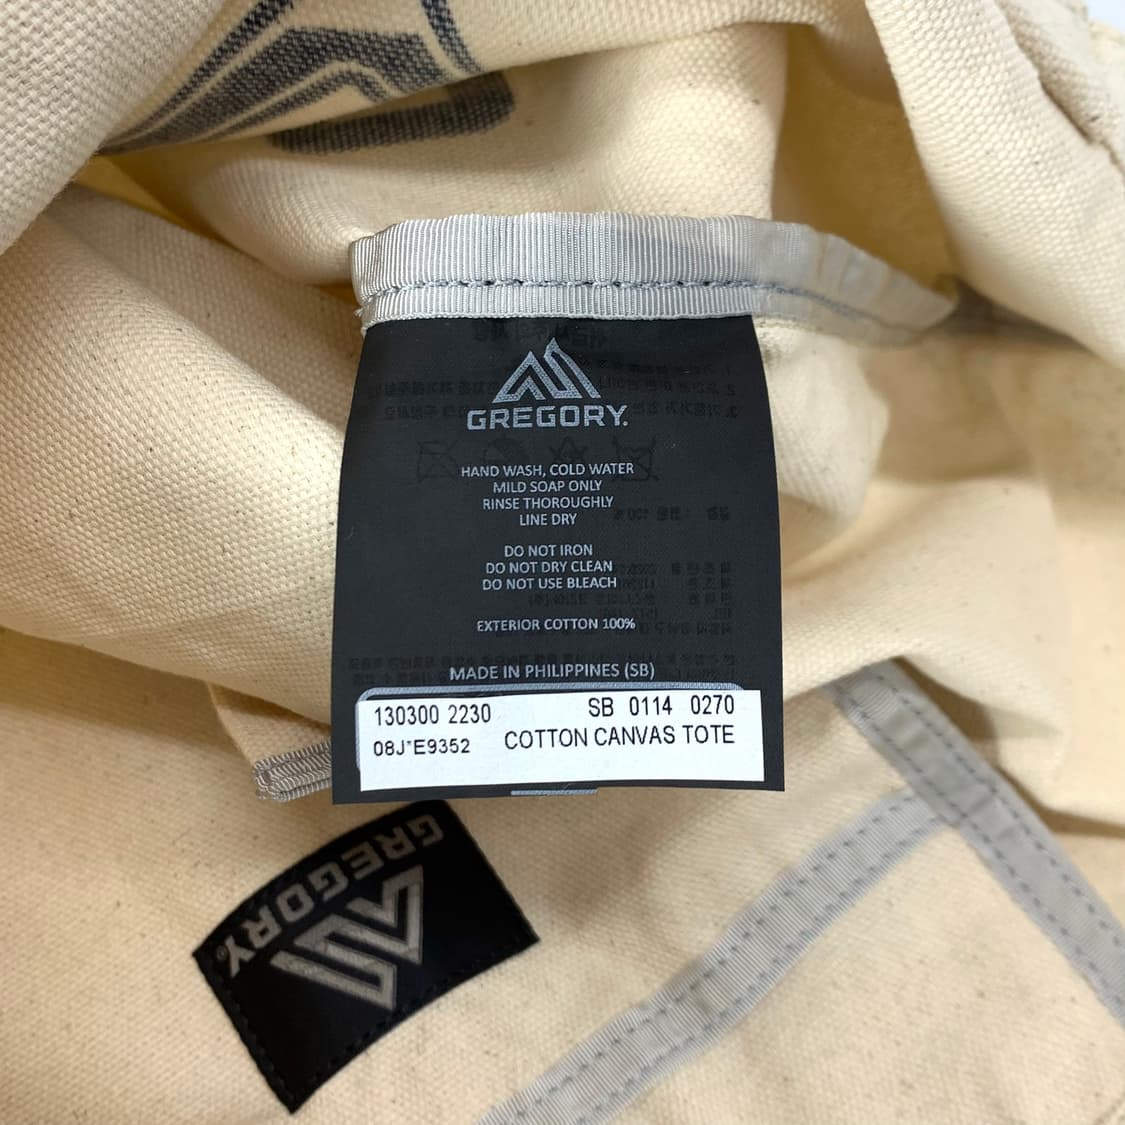 GREGORY.
HAND WASH, COLD WATER
MILD SOAP ONLY
RINSE THOROUGHLY
LINE DRY
DO NOT IRON
DO NOT DRY CLEAN
DO NOT USE BLEACH
EXTERIOR COTTON 100%
MADE IN PHILIPPINES (SB)
130300 2230 SB 0114 0270
08J*E9352 COTTON CANVAS TOTE
GREGORY®